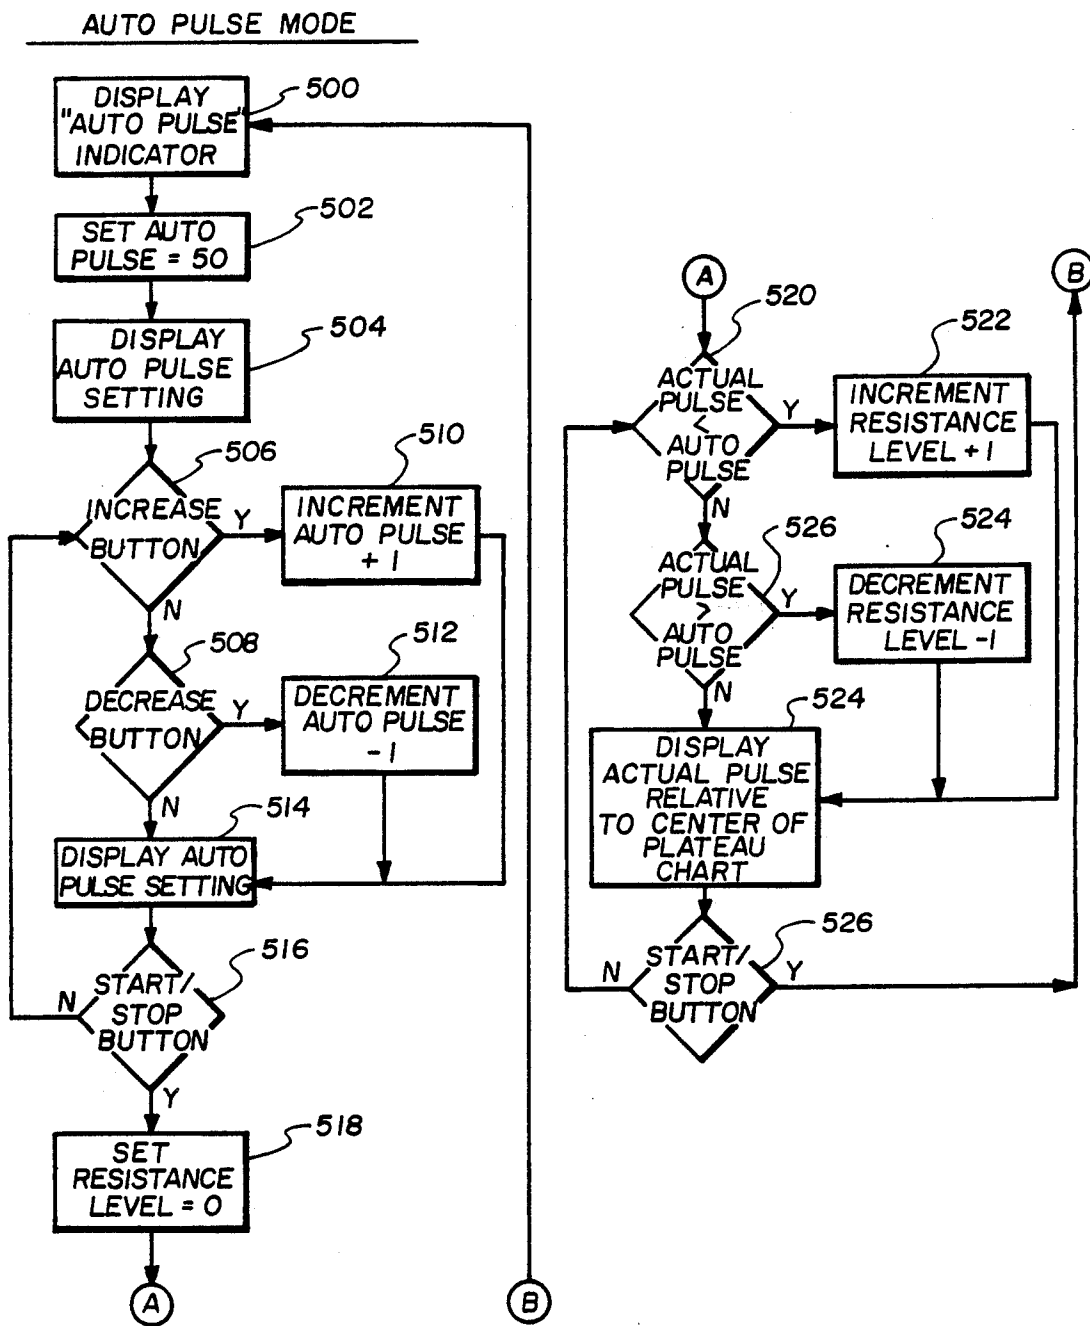 AUTO PULSE MODE
DISPLAY
"AUTO PULSE"
INDICATOR
500
SET AUTO
PULSE = 50
502
DISPLAY
AUTO PULSE
SETTING
504
INCREASE
BUTTON
506
Y
N
INCREMENT
AUTO PULSE
+ 1
510
DECREASE
BUTTON
508
Y
N
DECREMENT
AUTO PULSE
- 1
512
DISPLAY AUTO
PULSE SETTING
514
START/
STOP
BUTTON
516
N
Y
SET
RESISTANCE
LEVEL = 0
518
A
B
A
B
ACTUAL
PULSE
<
AUTO
PULSE
520
Y
N
INCREMENT
RESISTANCE
LEVEL + 1
522
ACTUAL
PULSE
>
AUTO
PULSE
526
Y
N
DECREMENT
RESISTANCE
LEVEL -1
524
DISPLAY
ACTUAL PULSE
RELATIVE
TO CENTER OF
PLATEAU
CHART
524
START/
STOP
BUTTON
526
N
Y